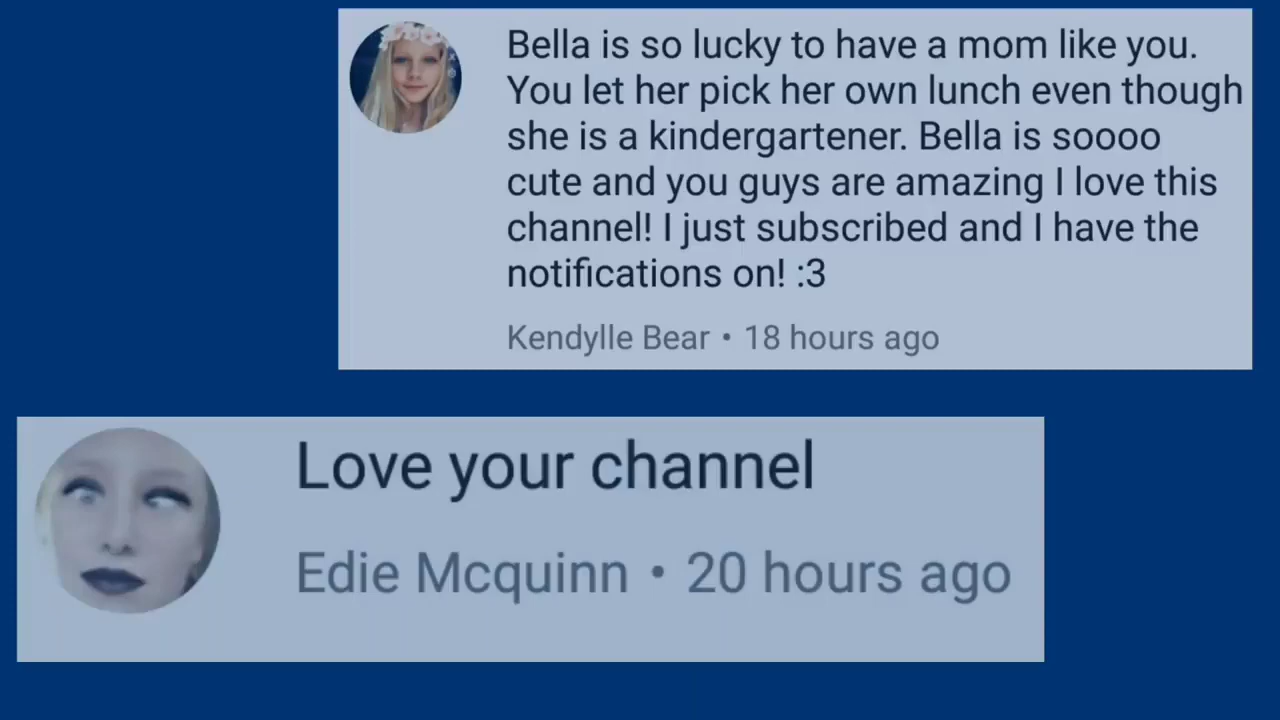 Bella is so lucky to have a mom like you.
You let her pick her own lunch even though
she is a kindergartener. Bella is soooo
cute and you guys are amazing I love this
channel! I just subscribed and I have the
notifications on! :3
Kendylle Bear • 18 hours ago
Love your channel
Edie Mcquinn • 20 hours ago